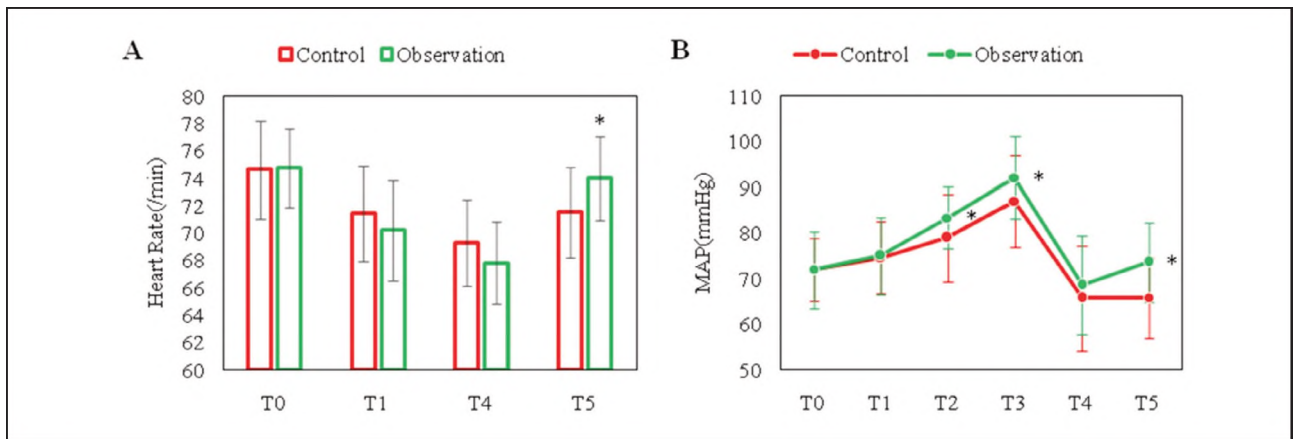 A
Control Observation
Heart Rate(/min)
80
78
76
74
72
70
68
66
64
62
60
*
T0 T1 T4 T5
B
Control Observation
MAP(mmHg)
110
100
90
80
70
60
50
*
*
*
T0 T1 T2 T3 T4 T5